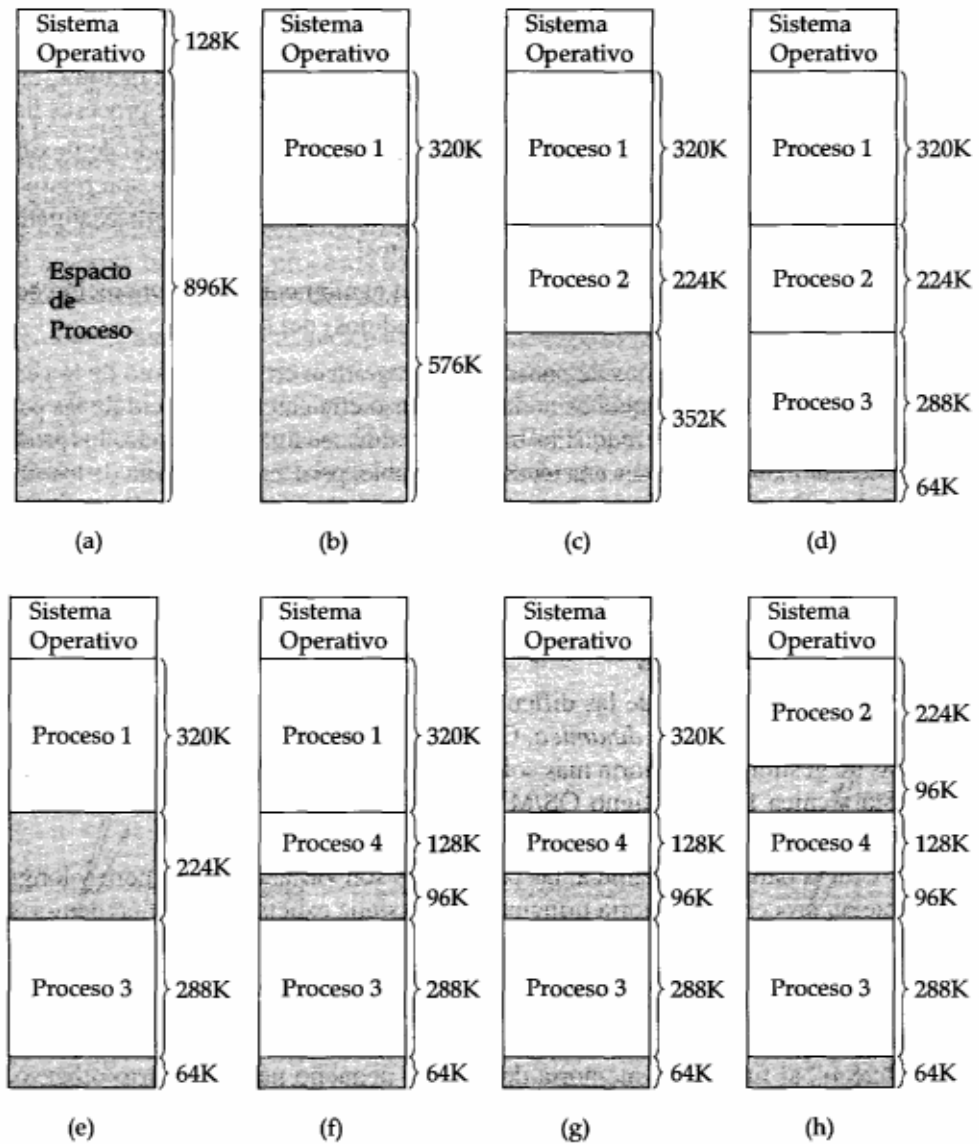 Sistema
Operativo
128K
Espacio
de
Proceso
896K
(a)
Sistema
Operativo
Proceso 1
320K
576K
(b)
Sistema
Operativo
Proceso 1
320K
Proceso 2
224K
352K
(c)
Sistema
Operativo
Proceso 1
320K
Proceso 2
224K
Proceso 3
288K
64K
(d)
Sistema
Operativo
Proceso 1
320K
224K
Proceso 3
288K
64K
(e)
Sistema
Operativo
Proceso 1
320K
Proceso 4
128K
96K
Proceso 3
288K
64K
(f)
Sistema
Operativo
de las
320K
Proceso 4
128K
96K
Proceso 3
288K
64K
(g)
Sistema
Operativo
Proceso 2
224K
96K
Proceso 4
128K
96K
Proceso 3
288K
64K
(h)